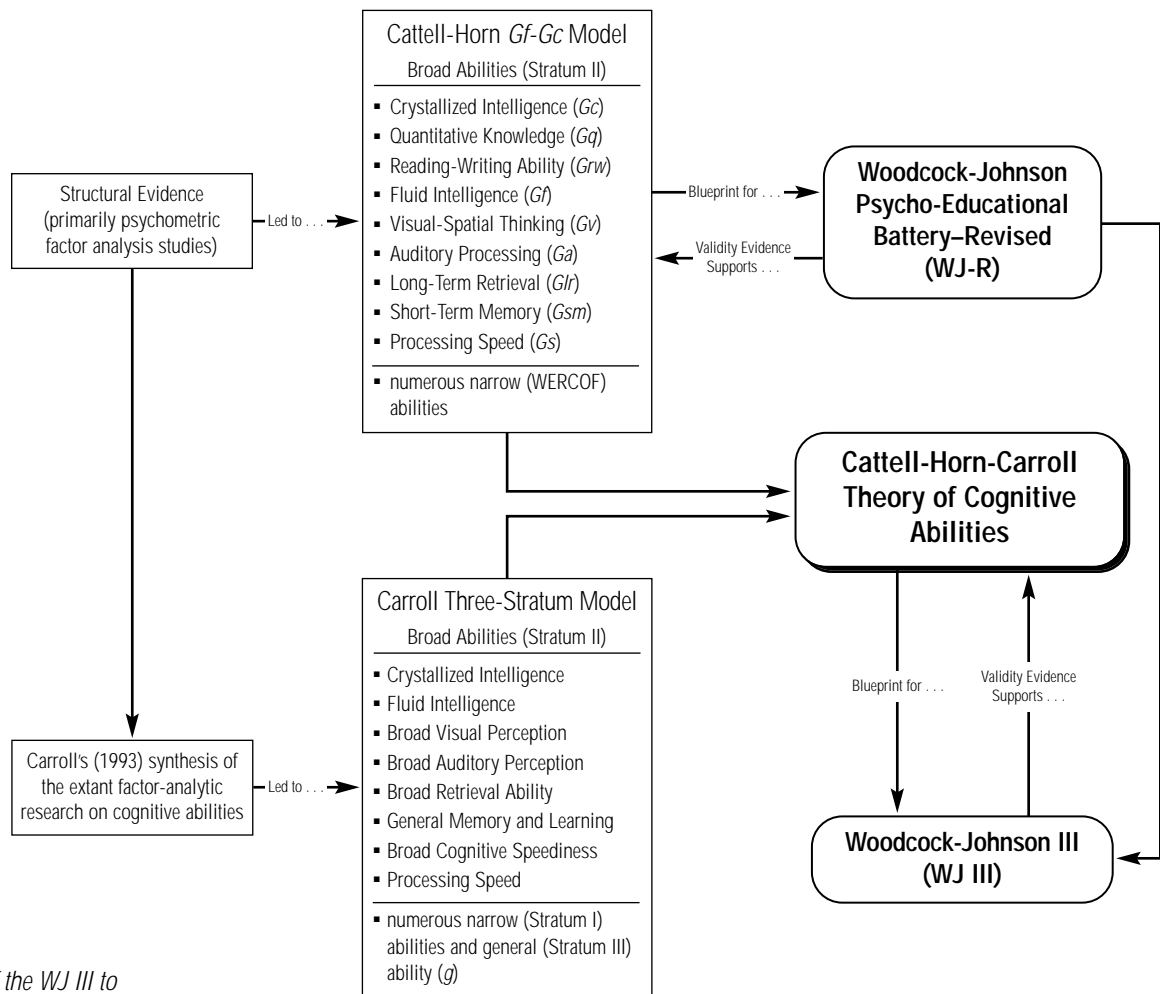 Cattell-Horn Gf-Gc Model
Broad Abilities (Stratum II)
▪ Crystallized Intelligence (Gc)
▪ Quantitative Knowledge (Gq)
▪ Reading-Writing Ability (Grw)
▪ Fluid Intelligence (Gf)
▪ Visual-Spatial Thinking (Gv)
▪ Auditory Processing (Ga)
▪ Long-Term Retrieval (Glr)
▪ Short-Term Memory (Gsm)
▪ Processing Speed (Gs)
▪ numerous narrow (WERCOF)
abilities
Structural Evidence
(primarily psychometric
factor analysis studies)
Led to . . .
Blueprint for . . .
Validity Evidence
Supports . . .
Woodcock-Johnson
Psycho-Educational
Battery–Revised
(WJ-R)
Cattell-Horn-Carroll
Theory of Cognitive
Abilities
Carroll Three-Stratum Model
Broad Abilities (Stratum II)
▪ Crystallized Intelligence
▪ Fluid Intelligence
▪ Broad Visual Perception
▪ Broad Auditory Perception
▪ Broad Retrieval Ability
▪ General Memory and Learning
▪ Broad Cognitive Speediness
▪ Processing Speed
▪ numerous narrow (Stratum I)
abilities and general (Stratum III)
ability (g)
Carroll's (1993) synthesis of
the extant factor-analytic
research on cognitive abilities
Led to . . .
Blueprint for . . .
Validity Evidence
Supports . . .
Woodcock-Johnson III
(WJ III)
the WJ III to